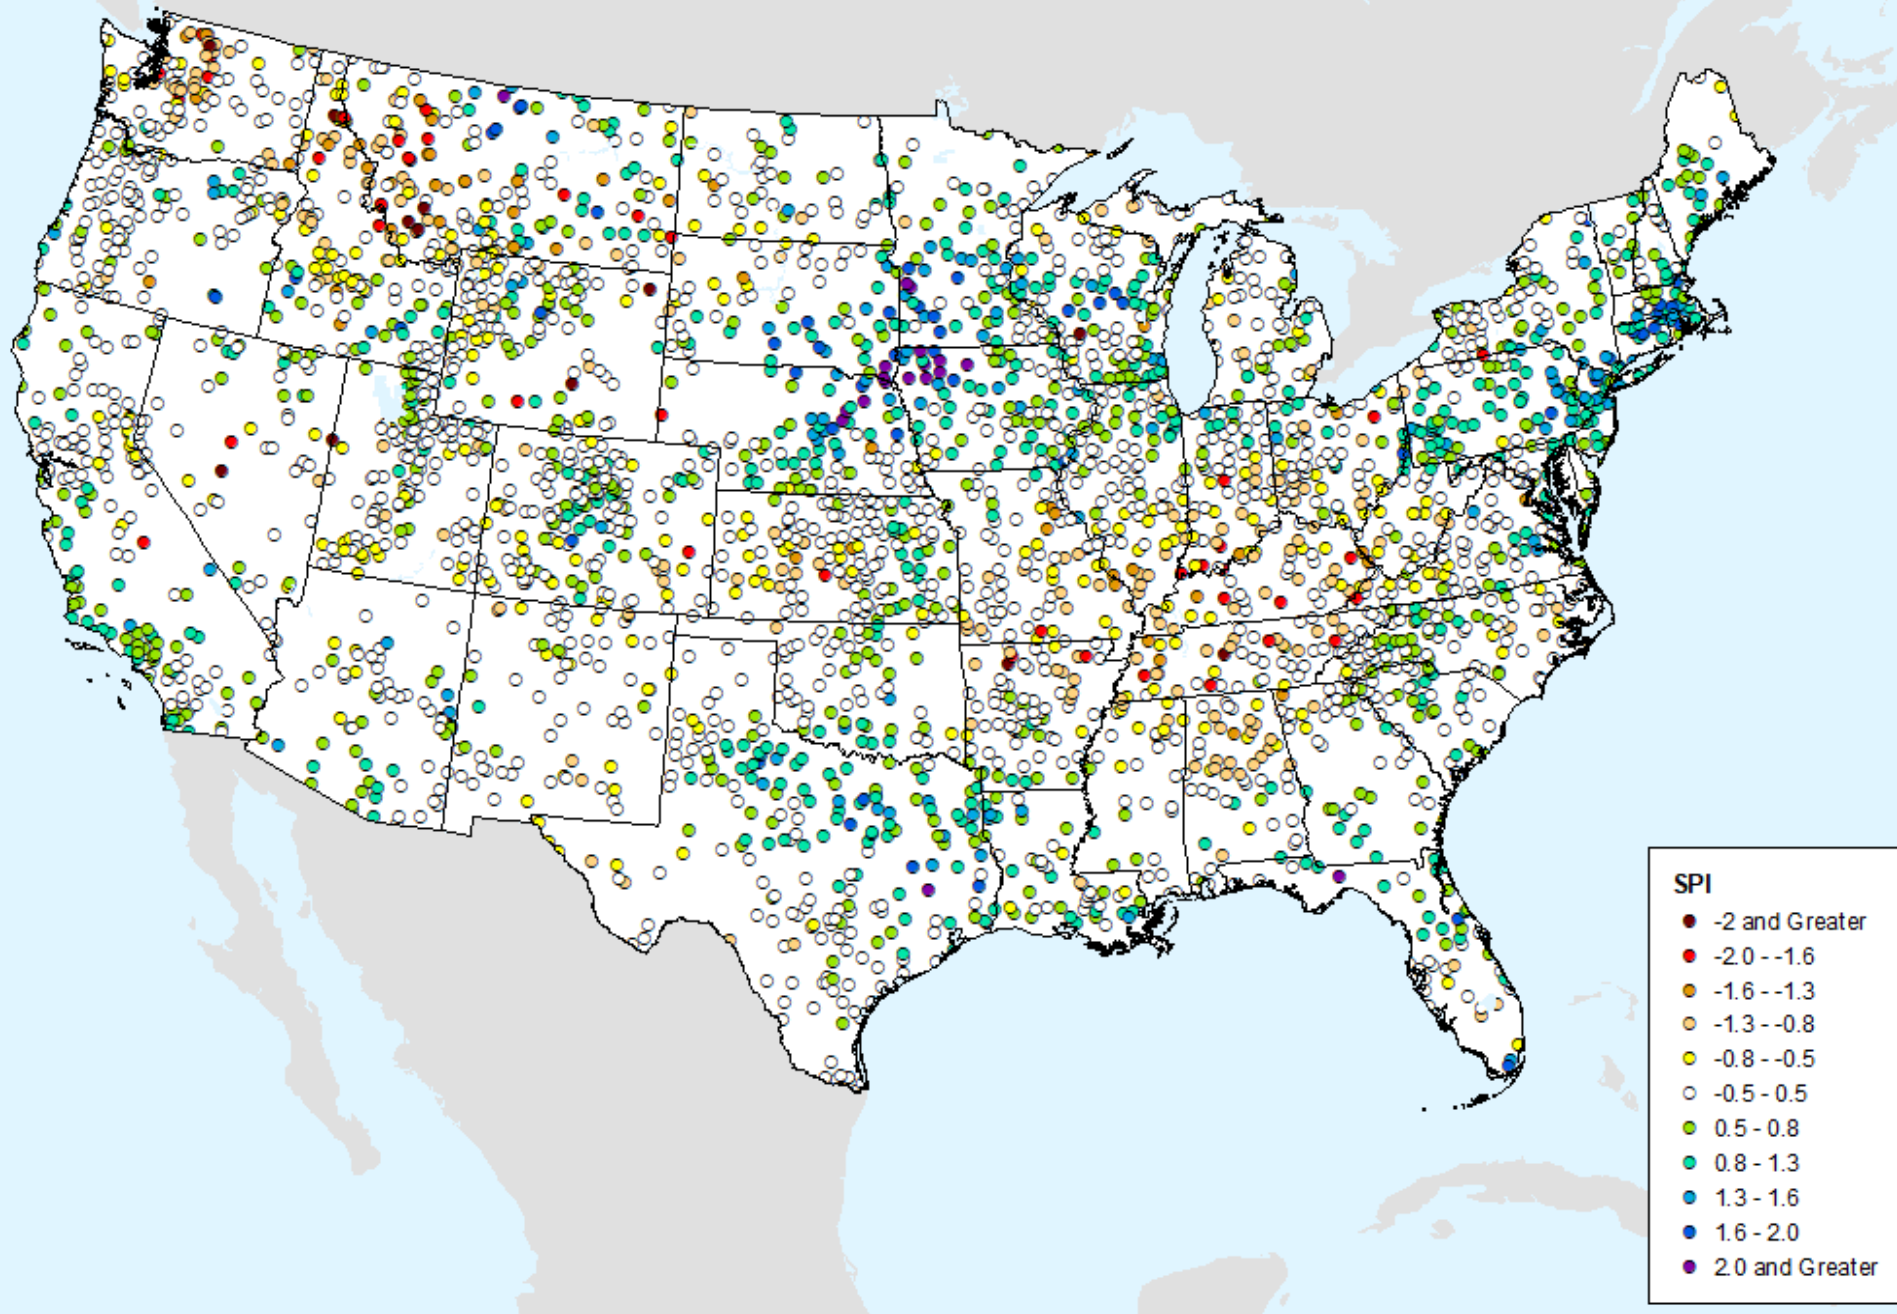 SPI
-2 and Greater
-2.0 - -1.6
-1.6 - -1.3
-1.3 - -0.8
-0.8 - -0.5
-0.5 - 0.5
0.5 - 0.8
0.8 - 1.3
1.3 - 1.6
1.6 - 2.0
2.0 and Greater